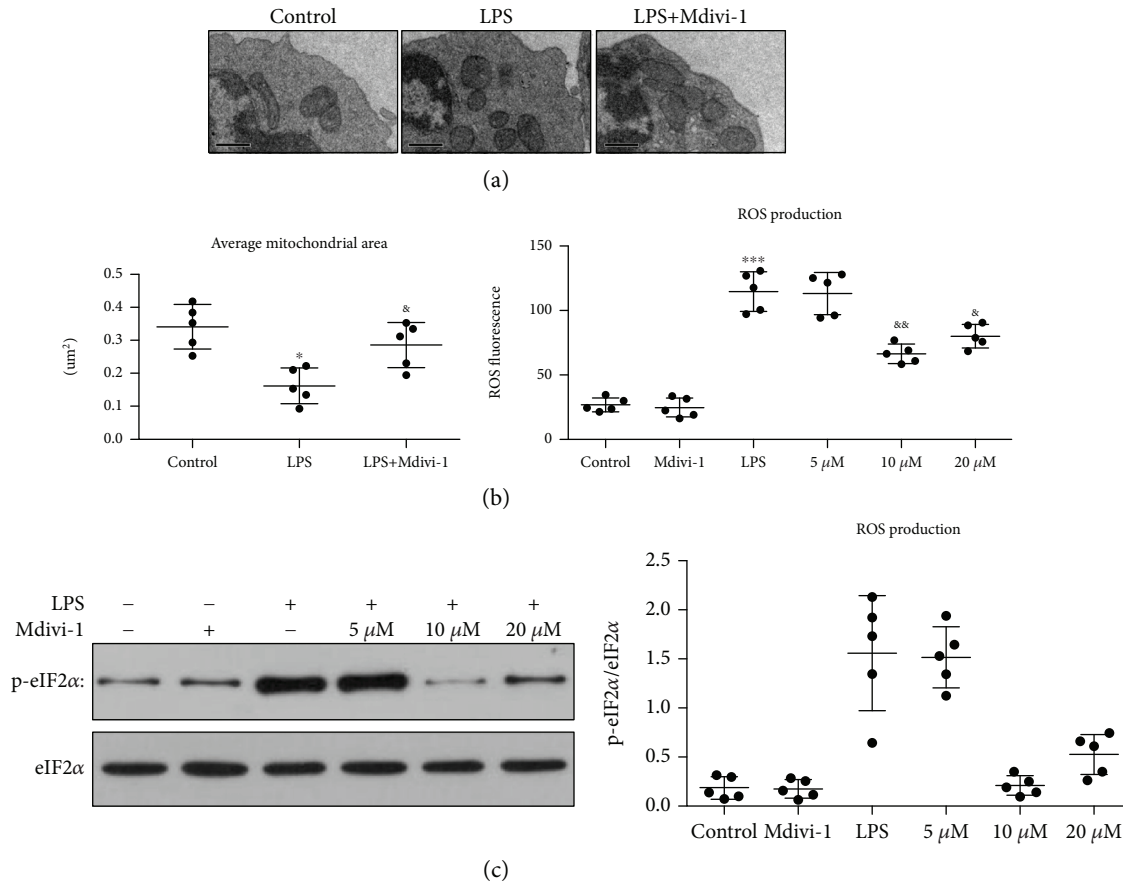 Control LPS LPS+Mdivi-1
(a)
Average mitochondrial area
(um²)
0.5
0.4
0.3
0.2
0.1
0.0
*
&
Control LPS LPS+Mdivi-1
ROS production
ROS fluorescence
150
100
50
0
***
&&
&
Control Mdivi-1 LPS 5 μM 10 μM 20 μM
(b)
LPS − − + + + +
Mdivi-1 − + − 5 μM 10 μM 20 μM
p-eIF2α:
eIF2α
ROS production
p-eIF2α/eIF2α
2.5
2.0
1.5
1.0
0.5
0.0
Control Mdivi-1 LPS 5 μM 10 μM 20 μM
(c)